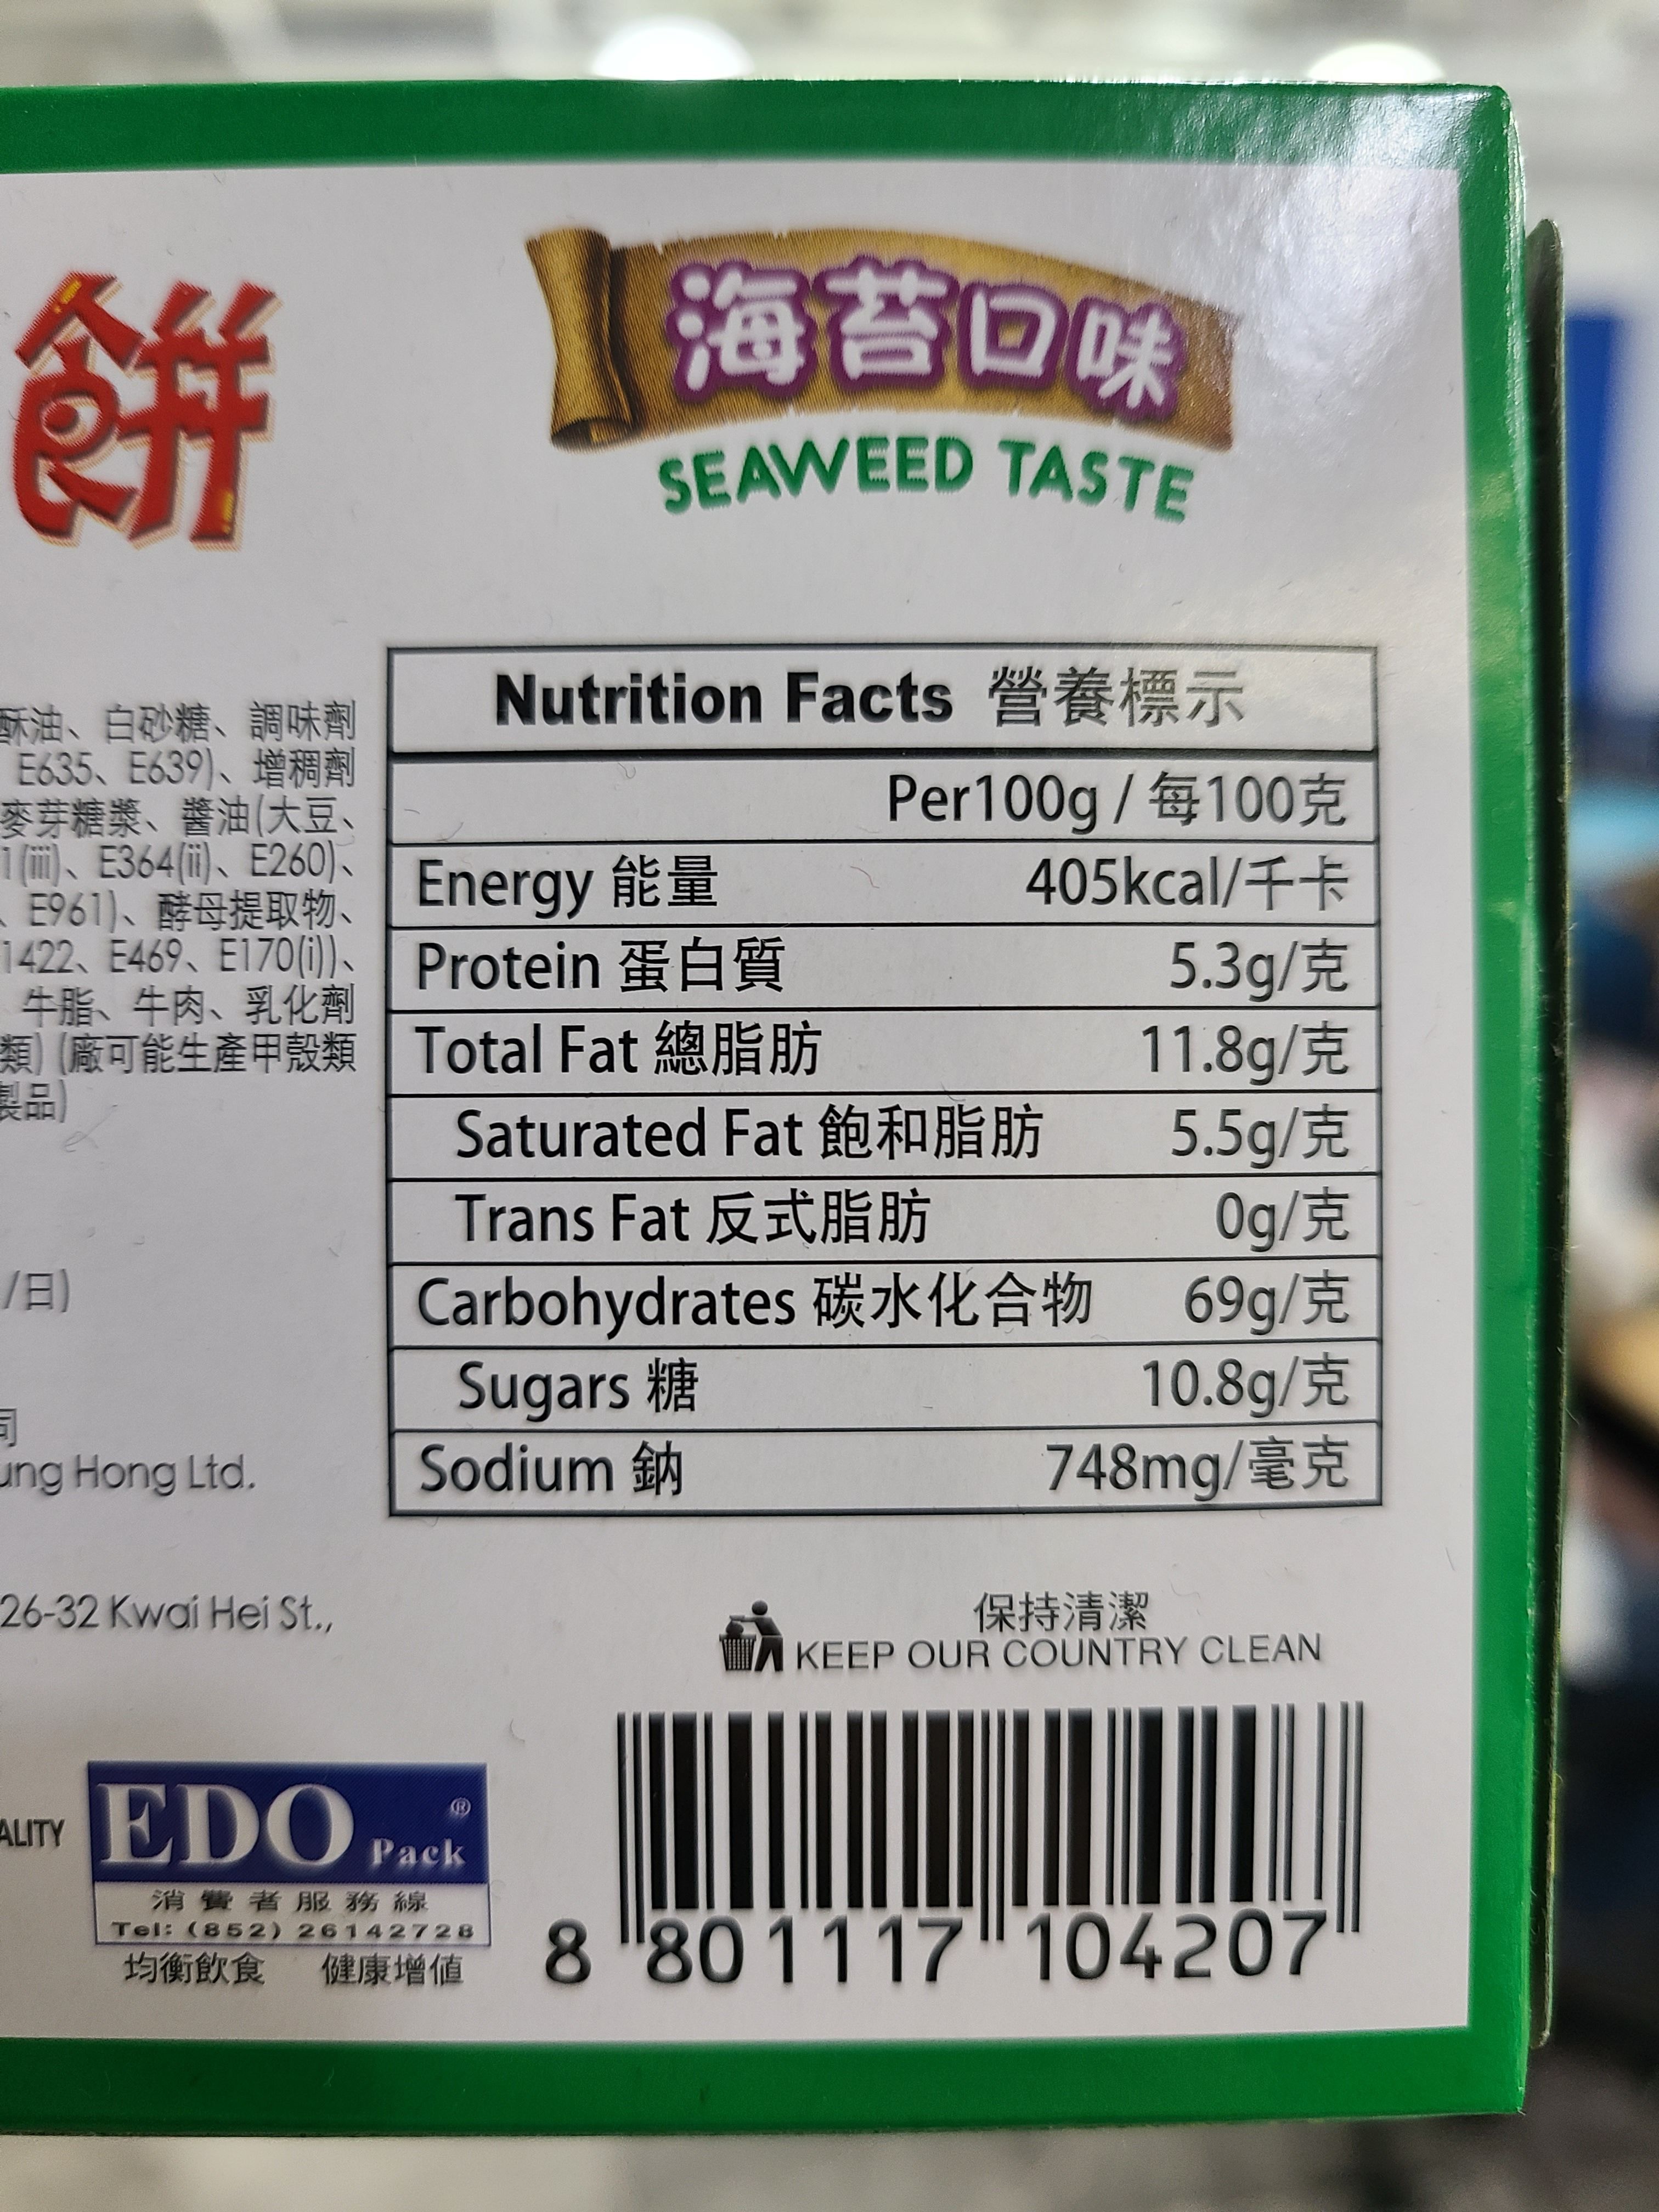 餅
海苔口味
SEAWEED TASTE
酥油、白砂糖、調味劑
E635、E639)、增稠劑
麥芽糖漿、醬油(大豆、
1(iii)、E364(ii)、E260)、
、E961)、酵母提取物、
1422、E469、E170(i))、
牛脂、牛肉、乳化劑
類) (廠可能生產甲殼類
製品)
/日)
司
ung Hong Ltd.
26-32 Kwai Hei St.,
Nutrition Facts 營養標示
Per100g / 每100克
Energy 能量 405kcal/千卡
Protein 蛋白質 5.3g/克
Total Fat 總脂肪 11.8g/克
Saturated Fat 飽和脂肪 5.5g/克
Trans Fat 反式脂肪 0g/克
Carbohydrates 碳水化合物 69g/克
Sugars 糖 10.8g/克
Sodium 鈉 748mg/毫克
保持清潔
KEEP OUR COUNTRY CLEAN
ALITY
EDO Pack ®
消費者服務線
Tel: (852) 26142728
均衡飲食 健康增值
8 801117 104207